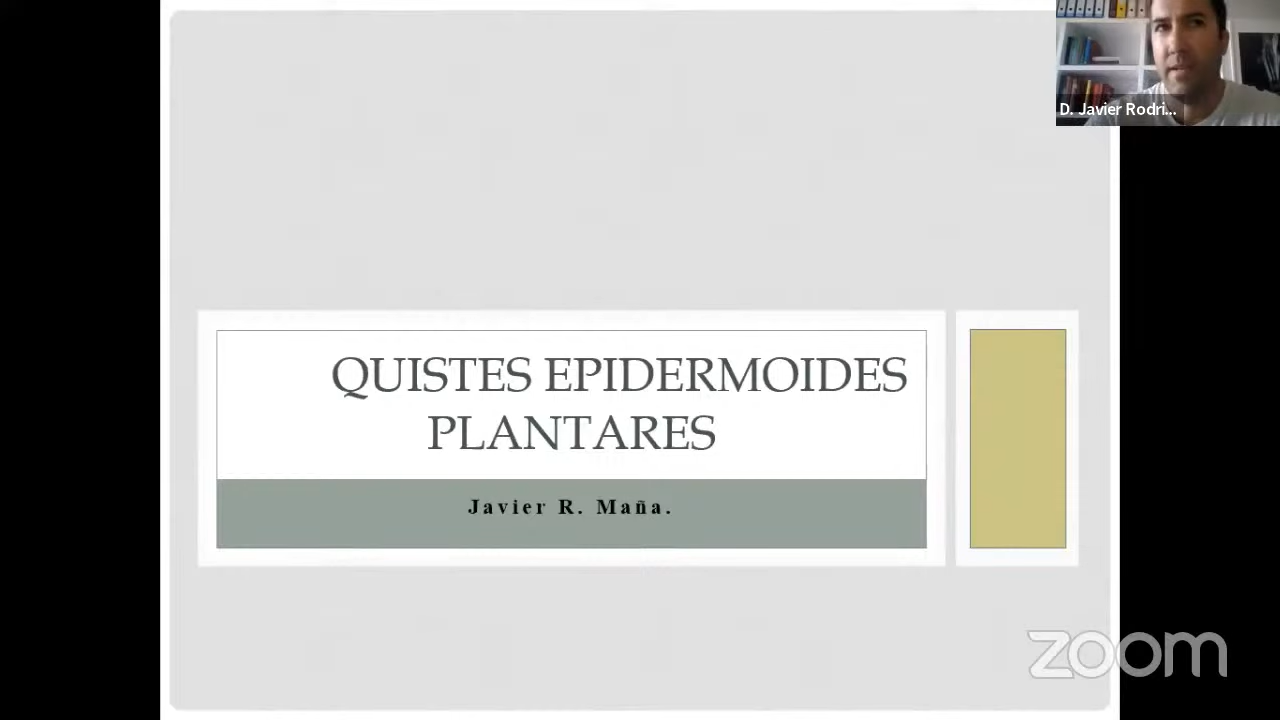 D. Javier Rodri...
QUISTES EPIDERMOIDES
PLANTARES
Javier R. Maña.
zoom